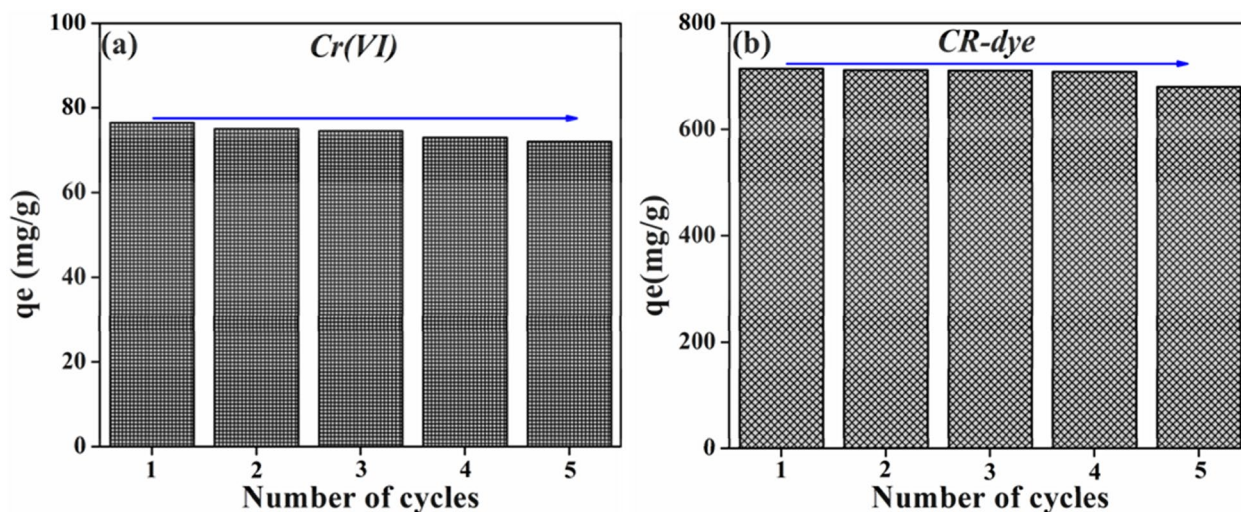 (a)
Cr(VI)
100
80
60
40
20
0
qe (mg/g)
1 2 3 4 5
Number of cycles
(b)
CR-dye
800
600
400
200
0
qe(mg/g)
1 2 3 4 5
Number of cycles